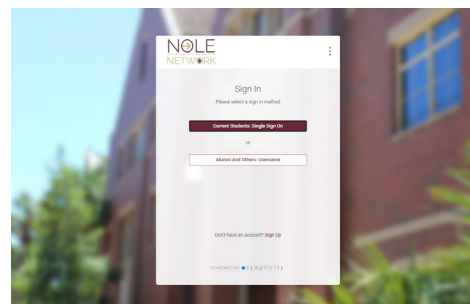 NOLE
NETWORK
Sign In
Please select a sign in method
Current Students: Single Sign On
or
Alumni And Others: Username
Don't have an account? Sign Up
POWERED BY symplicity